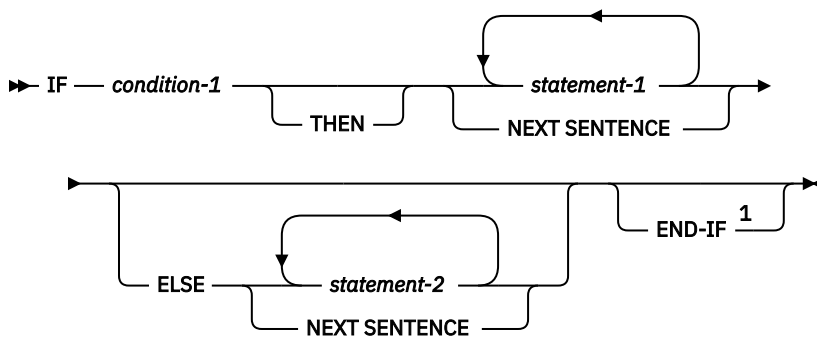 IF condition-1 statement-1
THEN NEXT SENTENCE
END-IF 1
ELSE statement-2
NEXT SENTENCE